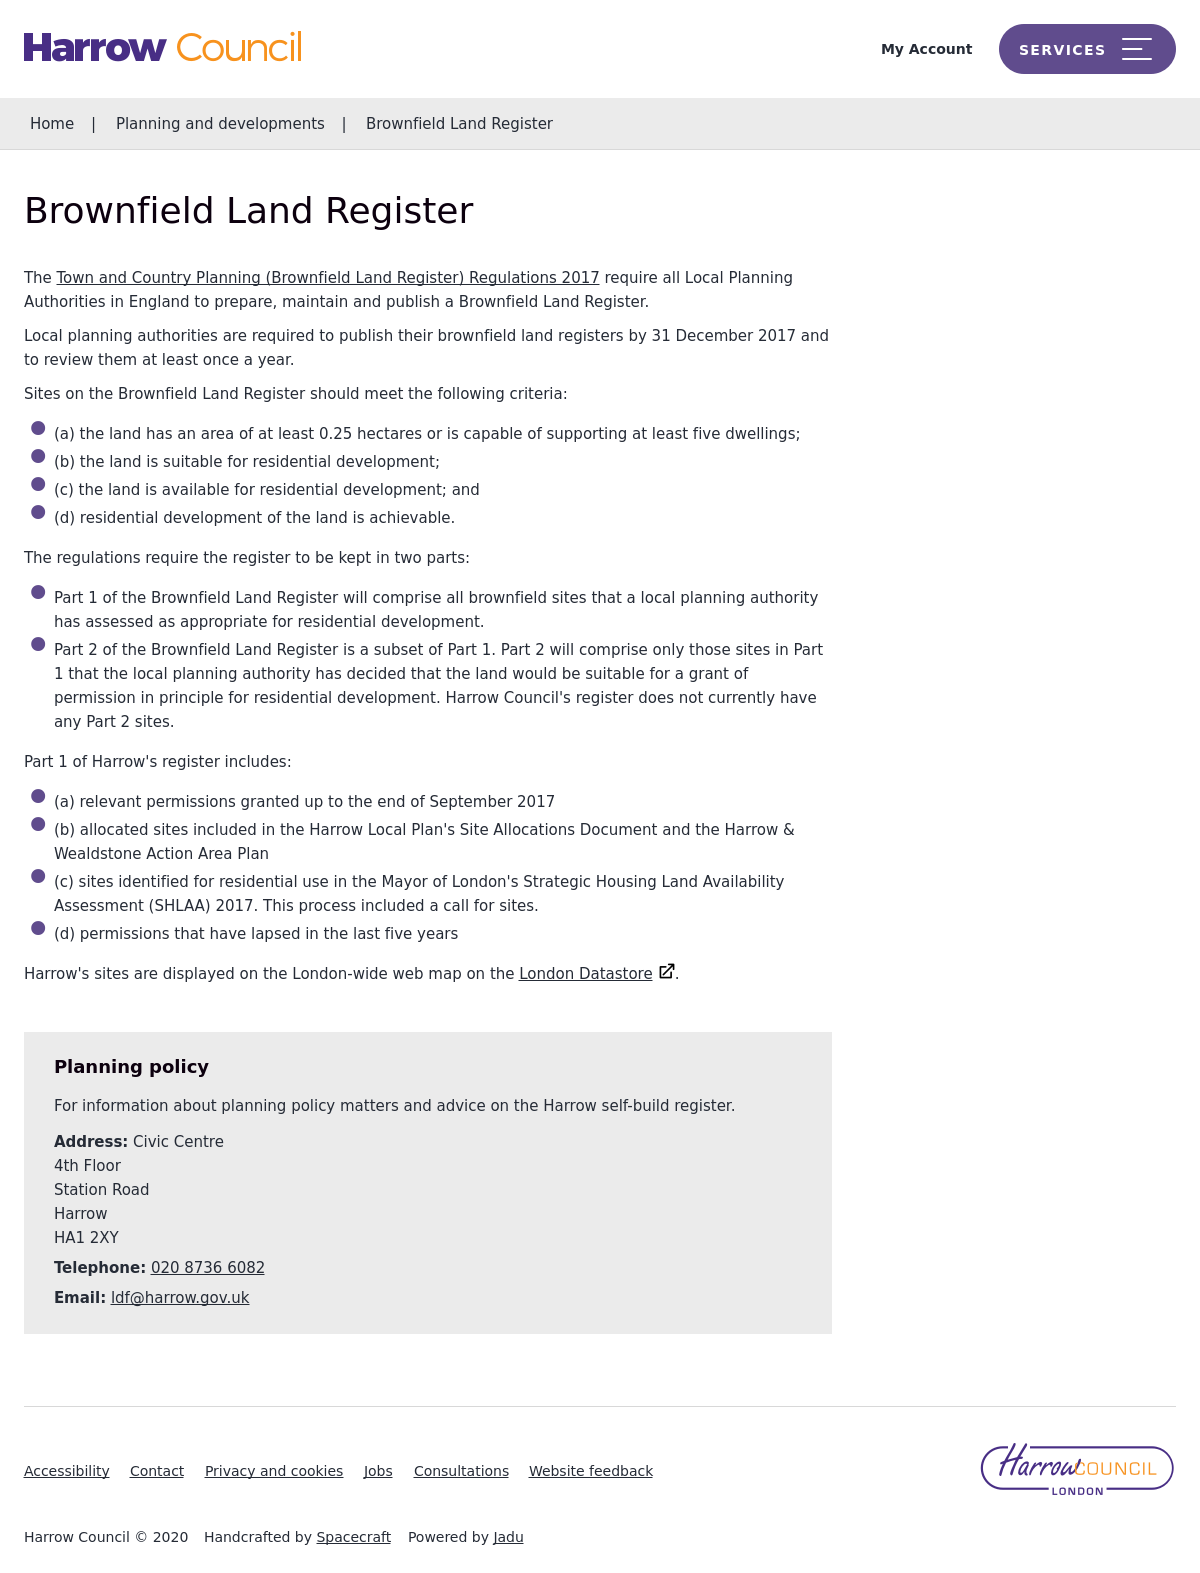 Harrow Council
My Account
SERVICES
Home | Planning and developments | Brownfield Land Register
Brownfield Land Register
The Town and Country Planning (Brownfield Land Register) Regulations 2017 require all Local Planning
Authorities in England to prepare, maintain and publish a Brownfield Land Register.
Local planning authorities are required to publish their brownfield land registers by 31 December 2017 and
to review them at least once a year.
Sites on the Brownfield Land Register should meet the following criteria:
(a) the land has an area of at least 0.25 hectares or is capable of supporting at least five dwellings;
(b) the land is suitable for residential development;
(c) the land is available for residential development; and
(d) residential development of the land is achievable.
The regulations require the register to be kept in two parts:
Part 1 of the Brownfield Land Register will comprise all brownfield sites that a local planning authority
has assessed as appropriate for residential development.
Part 2 of the Brownfield Land Register is a subset of Part 1. Part 2 will comprise only those sites in Part
1 that the local planning authority has decided that the land would be suitable for a grant of
permission in principle for residential development. Harrow Council's register does not currently have
any Part 2 sites.
Part 1 of Harrow's register includes:
(a) relevant permissions granted up to the end of September 2017
(b) allocated sites included in the Harrow Local Plan's Site Allocations Document and the Harrow &
Wealdstone Action Area Plan
(c) sites identified for residential use in the Mayor of London's Strategic Housing Land Availability
Assessment (SHLAA) 2017. This process included a call for sites.
(d) permissions that have lapsed in the last five years
Harrow's sites are displayed on the London-wide web map on the London Datastore .
Planning policy
For information about planning policy matters and advice on the Harrow self-build register.
Address: Civic Centre
4th Floor
Station Road
Harrow
HA1 2XY
Telephone: 020 8736 6082
Email: ldf@harrow.gov.uk
Accessibility Contact Privacy and cookies Jobs Consultations Website feedback
Harrow COUNCIL
LONDON
Harrow Council © 2020 Handcrafted by Spacecraft Powered by Jadu